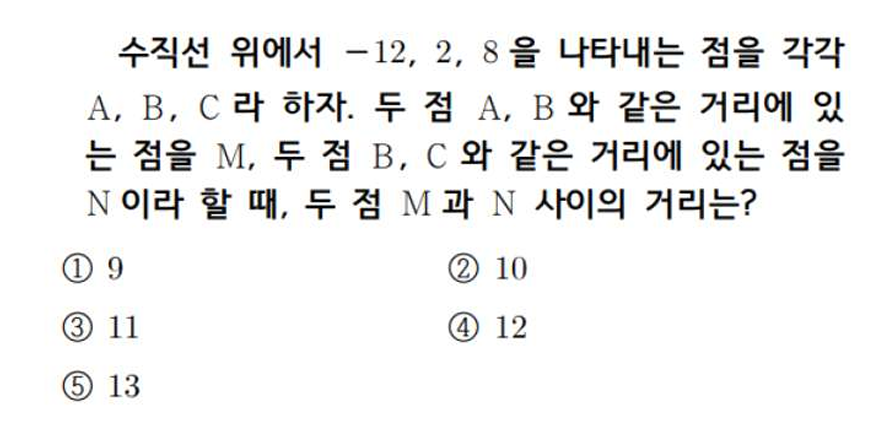 수직선 위에서 −12, 2, 8을 나타내는 점을 각각
A, B, C라 하자. 두 점 A, B와 같은 거리에 있
는 점을 M, 두 점 B, C와 같은 거리에 있는 점을
N이라 할 때, 두 점 M과 N 사이의 거리는?
① 9
② 10
③ 11
④ 12
⑤ 13